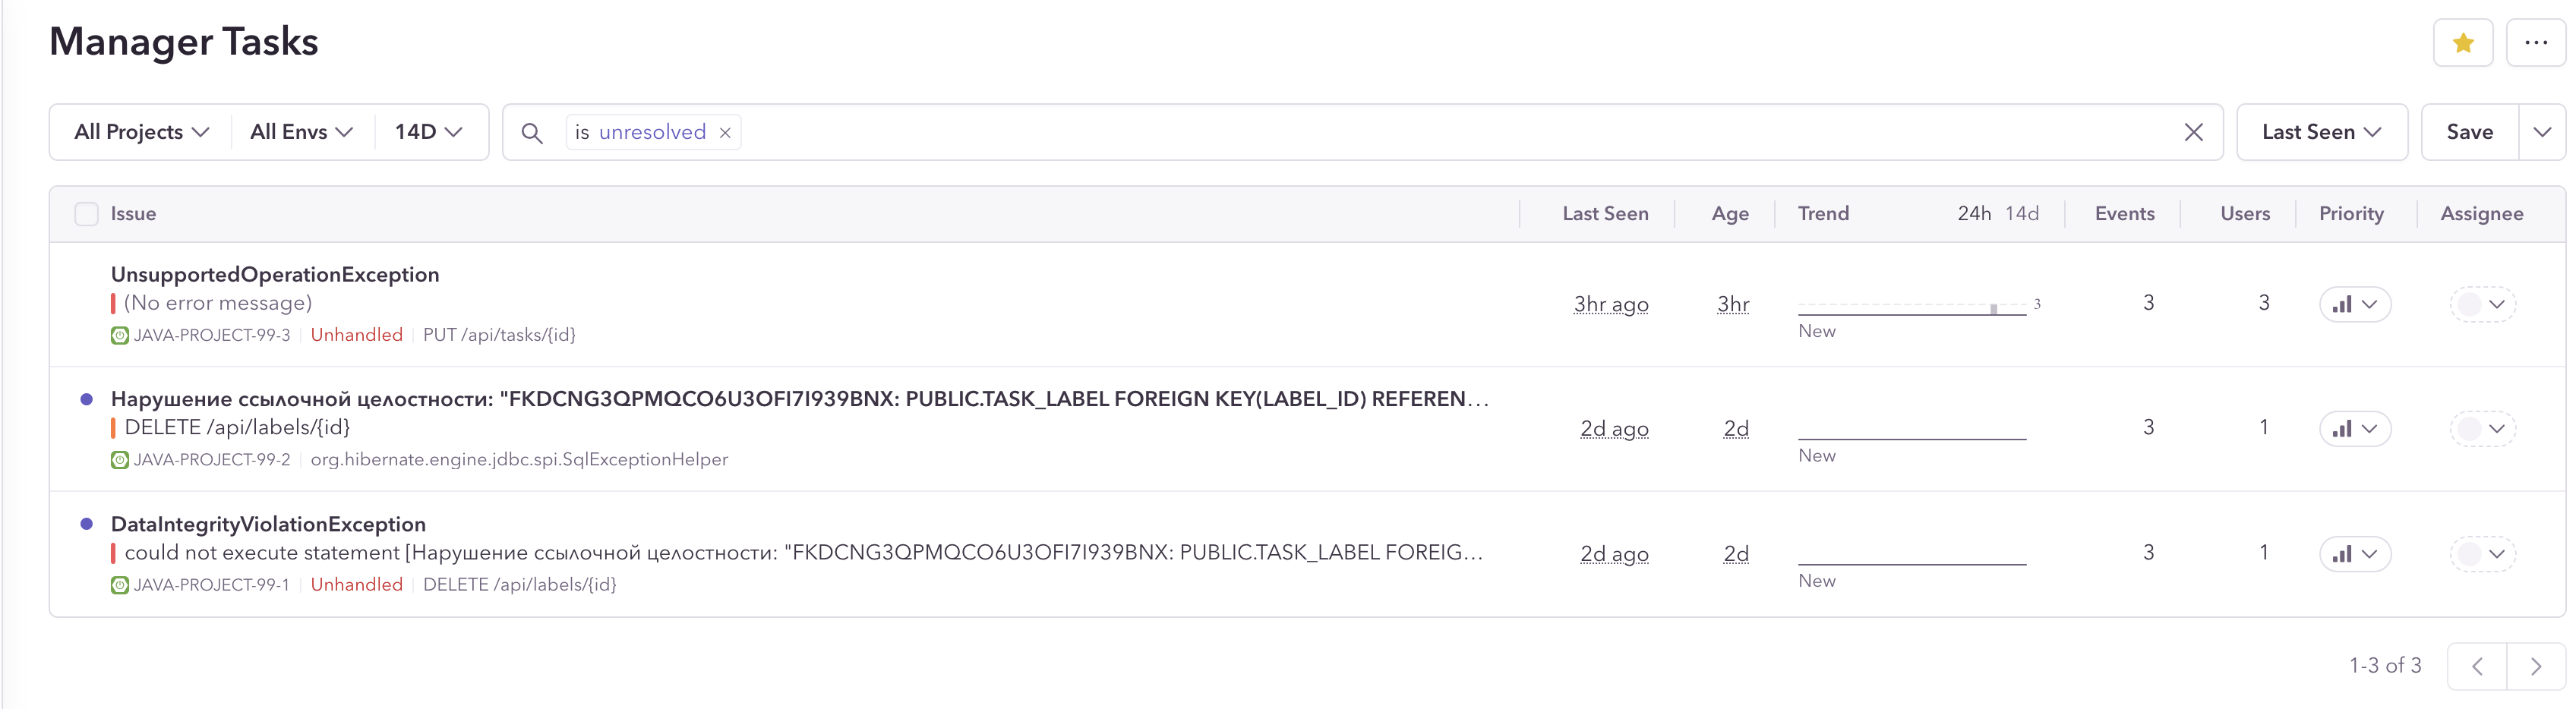 Manager Tasks
All Projects All Envs 14D is unresolved Last Seen Save
Issue Last Seen Age Trend 24h 14d Events Users Priority Assignee
UnsupportedOperationException
(No error message) 3hr ago 3hr 3 3 3
New
JAVA-PROJECT-99-3 Unhandled PUT /api/tasks/{id}
Нарушение ссылочной целостности: "FKDCNG3QPMQCO6U3OFI7I939BNX: PUBLIC.TASK_LABEL FOREIGN KEY(LABEL_ID) REFEREN...
DELETE /api/labels/{id} 2d ago 2d 3 1
New
JAVA-PROJECT-99-2 org.hibernate.engine.jdbc.spi.SqlExceptionHelper
DataIntegrityViolationException
could not execute statement [Нарушение ссылочной целостности: "FKDCNG3QPMQCO6U3OFI7I939BNX: PUBLIC.TASK_LABEL FOREIG... 2d ago 2d 3 1
New
JAVA-PROJECT-99-1 Unhandled DELETE /api/labels/{id}
1-3 of 3